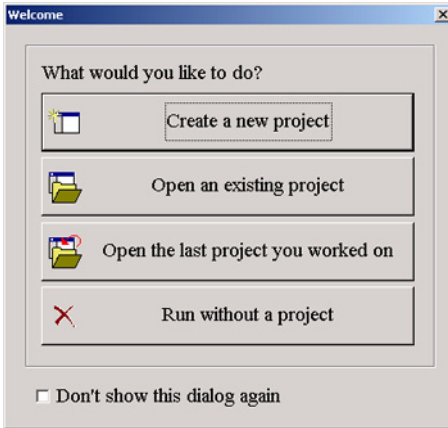 Welcome
What would you like to do?
Create a new project
Open an existing project
Open the last project you worked on
Run without a project
Don't show this dialog again